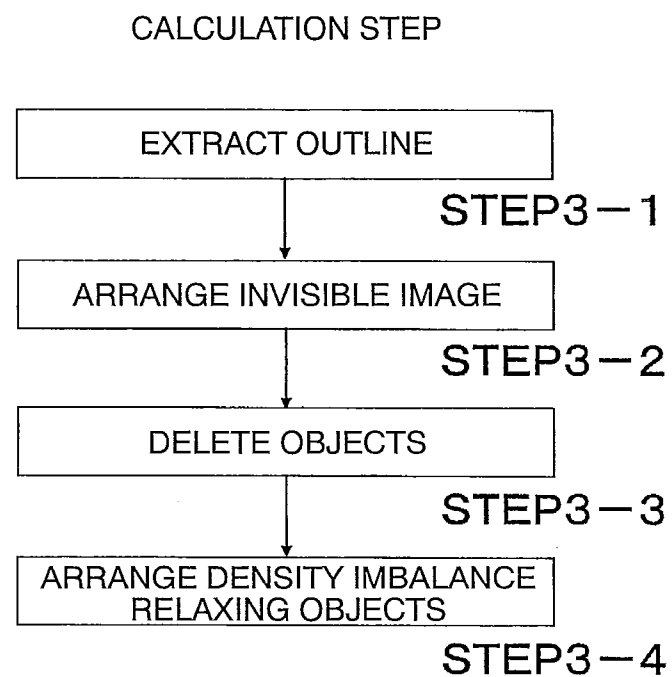 CALCULATION STEP
EXTRACT OUTLINE
STEP3-1
ARRANGE INVISIBLE IMAGE
STEP3-2
DELETE OBJECTS
STEP3-3
ARRANGE DENSITY IMBALANCE
RELAXING OBJECTS
STEP3-4